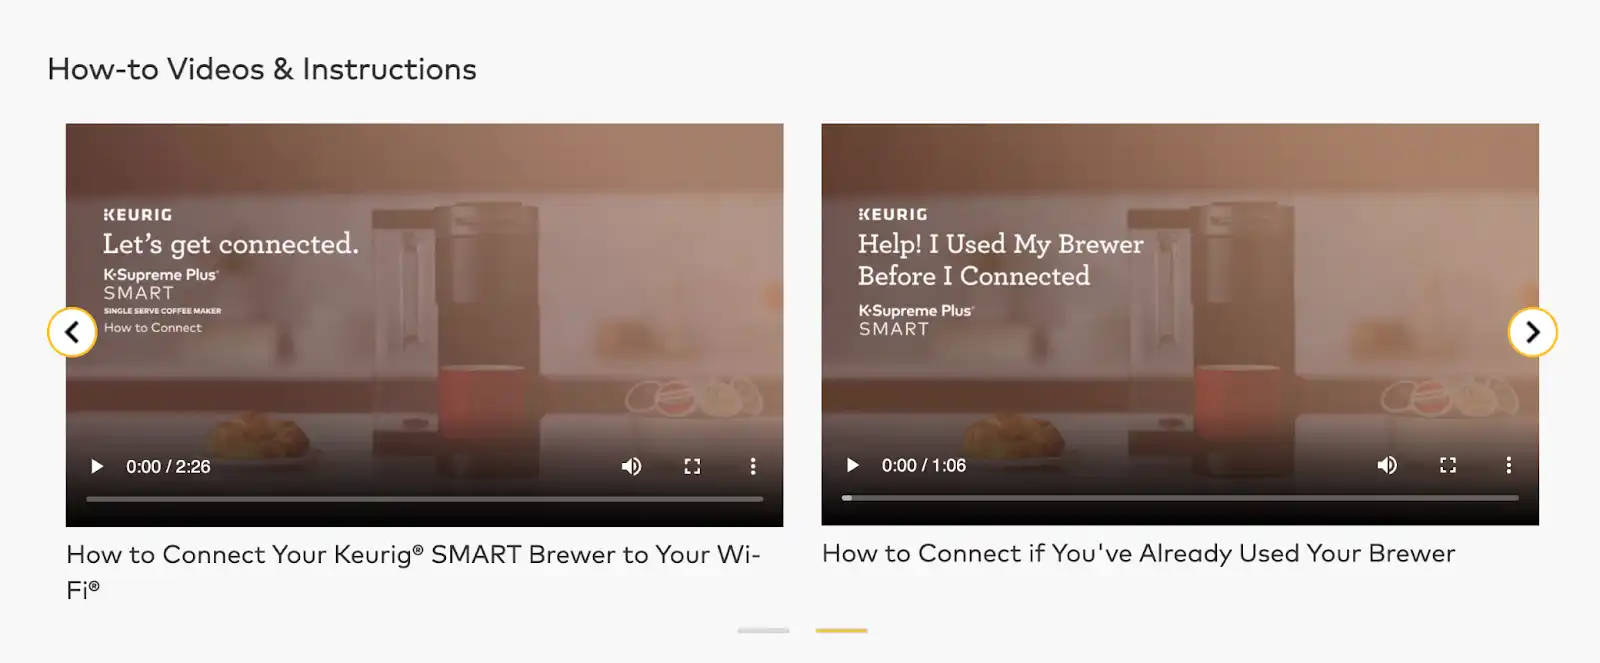 How-to Videos & Instructions
KEURIG
Let's get connected.
K•Supreme Plus®
SMART
SINGLE SERVE COFFEE MAKER
How to Connect
0:00 / 2:26
How to Connect Your Keurig® SMART Brewer to Your Wi-
Fi®
KEURIG
Help! I Used My Brewer
Before I Connected
K•Supreme Plus®
SMART
0:00 / 1:06
How to Connect if You've Already Used Your Brewer